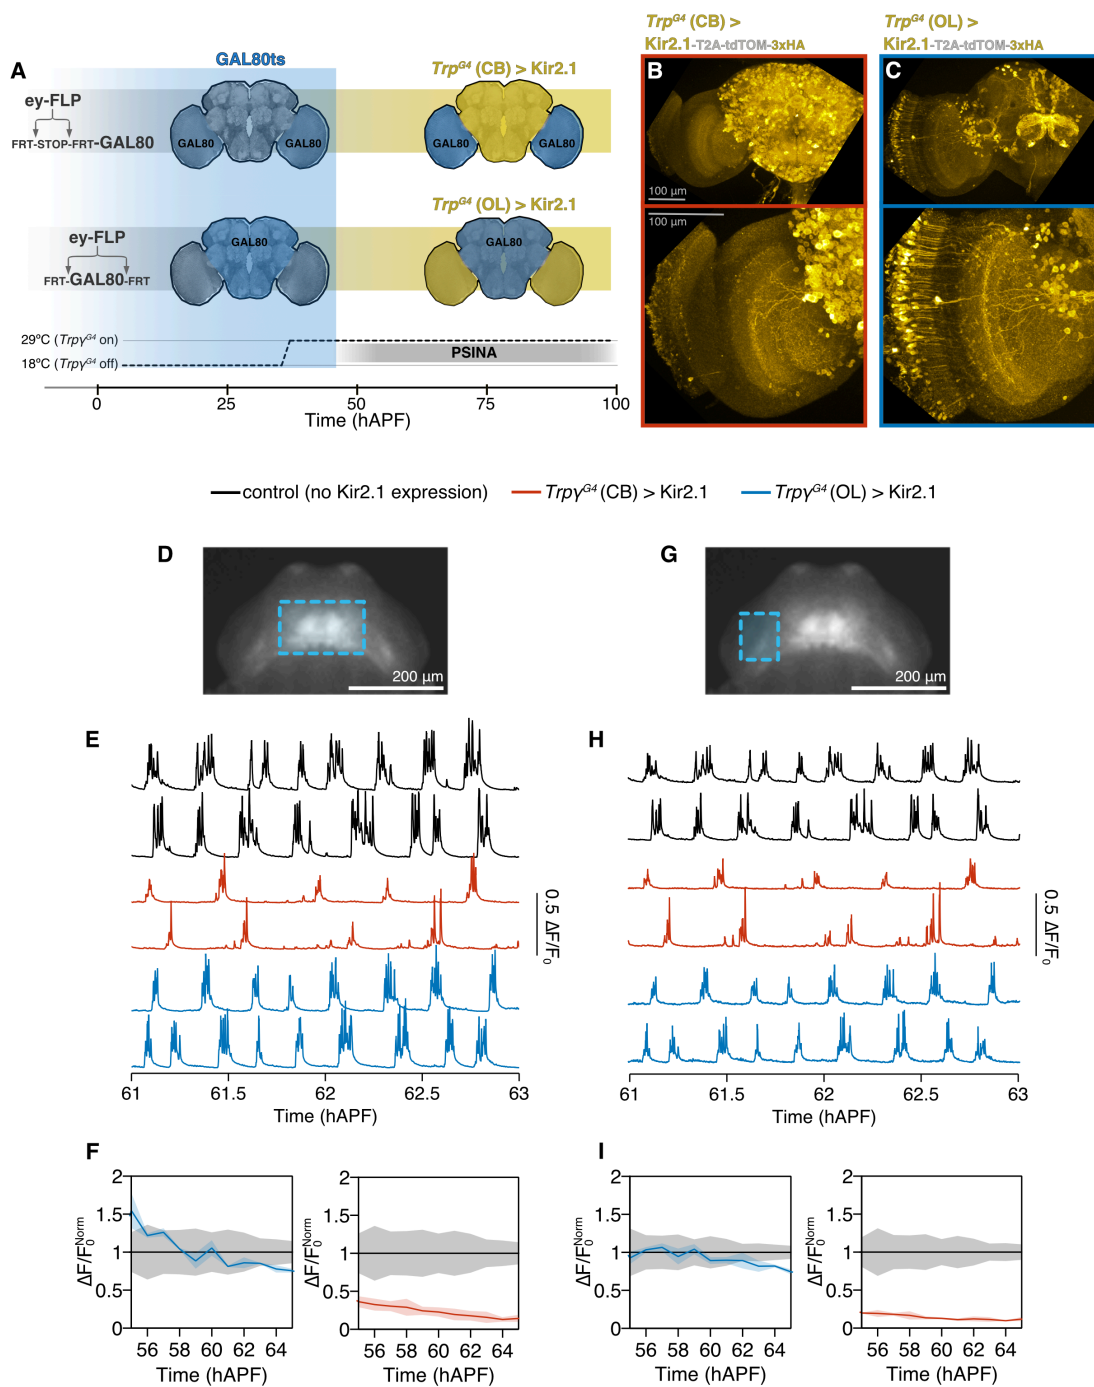 Trpᴳ⁴ (CB) >
Kir2.1-T2A-tdTOM-3xHA
Trpᴳ⁴ (OL) >
Kir2.1-T2A-tdTOM-3xHA
A
GAL80ts
Trpᴳ⁴ (CB) > Kir2.1
ey-FLP
FRT-STOP-FRT-GAL80
GAL80 GAL80
GAL80 GAL80
Trpᴳ⁴ (OL) > Kir2.1
ey-FLP
FRT-GAL80-FRT
GAL80
GAL80
29ºC (Trpγᴳ⁴ on)
18ºC (Trpγᴳ⁴ off)
PSINA
0 25 50 75 100
Time (hAPF)
B
100 µm
100 µm
C
control (no Kir2.1 expression) Trpγᴳ⁴ (CB) > Kir2.1 Trpγᴳ⁴ (OL) > Kir2.1
D
200 µm
G
200 µm
E
0.5 ΔF/F₀
61 61.5 62 62.5 63
Time (hAPF)
H
0.5 ΔF/F₀
61 61.5 62 62.5 63
Time (hAPF)
F
ΔF/F₀ᴺᵒʳᵐ
2
1.5
1
0.5
0
56 58 60 62 64
Time (hAPF)
ΔF/F₀ᴺᵒʳᵐ
2
1.5
1
0.5
0
56 58 60 62 64
Time (hAPF)
I
ΔF/F₀ᴺᵒʳᵐ
2
1.5
1
0.5
0
56 58 60 62 64
Time (hAPF)
ΔF/F₀ᴺᵒʳᵐ
2
1.5
1
0.5
0
56 58 60 62 64
Time (hAPF)